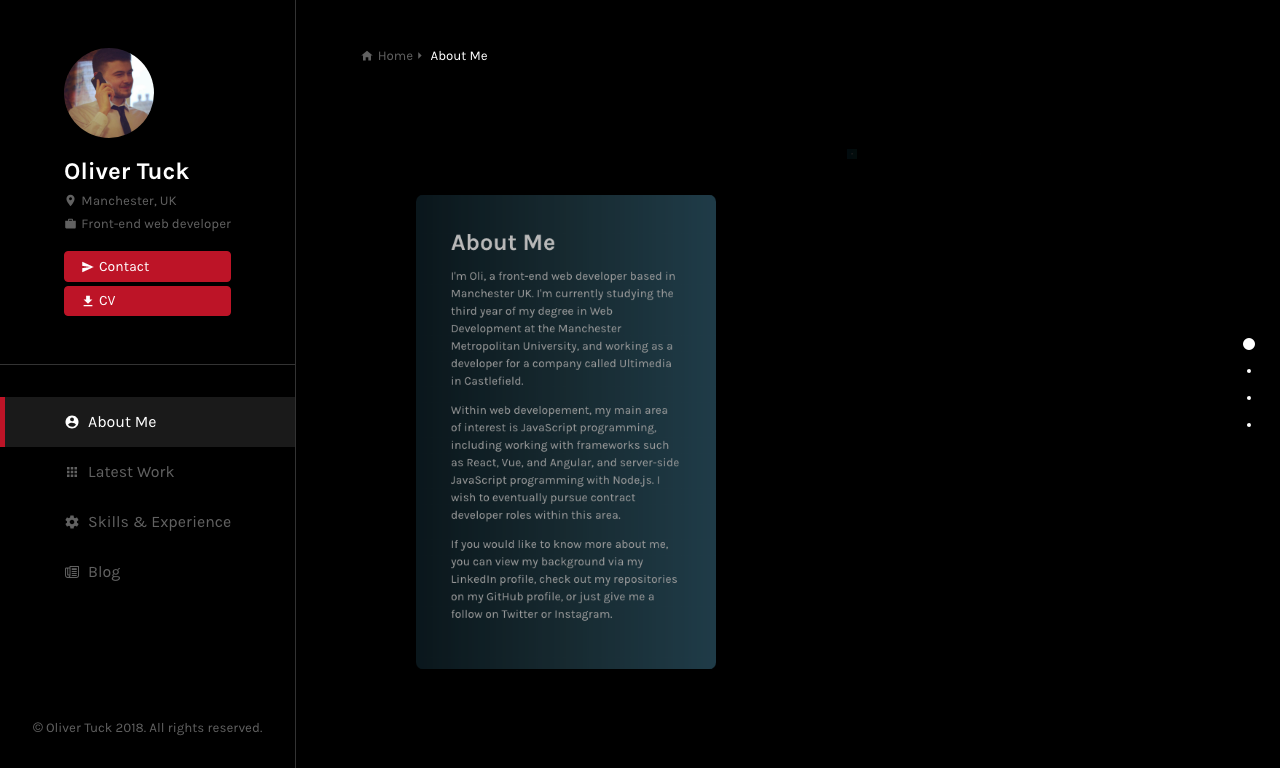 Oliver Tuck
Manchester, UK
Front-end web developer
Contact
CV
About Me
Latest Work
Skills & Experience
Blog
© Oliver Tuck 2018. All rights reserved.
Home
About Me
About Me
I'm Oli, a front-end web developer based in
Manchester UK. I'm currently studying the
third year of my degree in Web
Development at the Manchester
Metropolitan University, and working as a
developer for a company called Ultimedia
in Castlefield.
Within web developement, my main area
of interest is JavaScript programming,
including working with frameworks such
as React, Vue, and Angular, and server-side
JavaScript programming with Node.js. I
wish to eventually pursue contract
developer roles within this area.
If you would like to know more about me,
you can view my background via my
LinkedIn profile, check out my repositories
on my GitHub profile, or just give me a
follow on Twitter or Instagram.